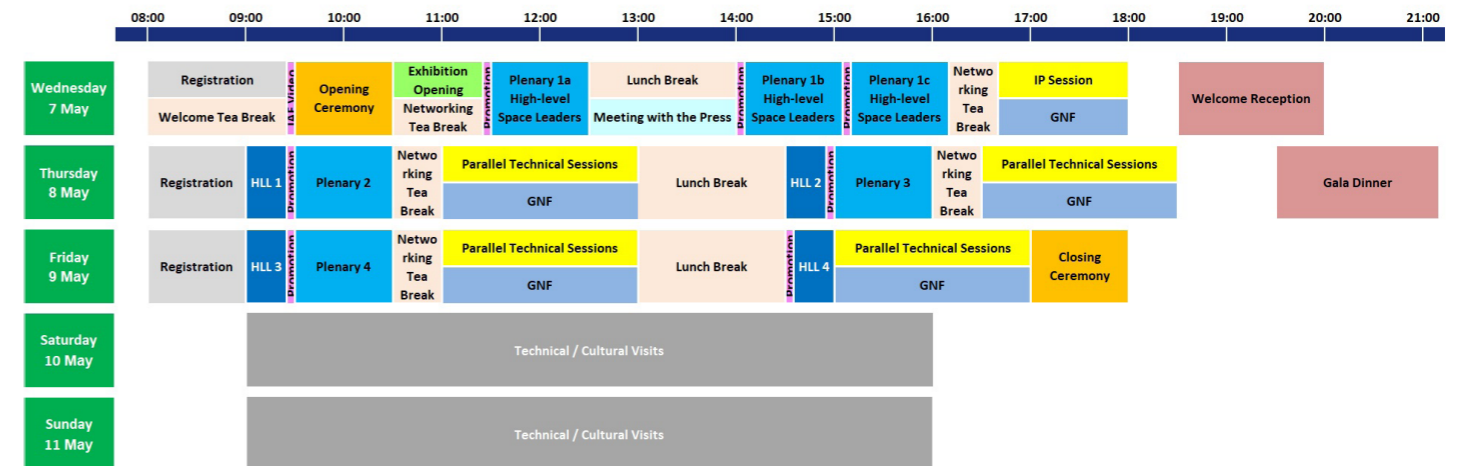 08:00 09:00 10:00 11:00 12:00 13:00 14:00 15:00 16:00 17:00 18:00 19:00 20:00 21:00
Wednesday
7 May
Registration
Welcome Tea Break
IAF Video
Opening
Ceremony
Exhibition
Opening
Networking
Tea Break
Promotion
Plenary 1a
High-level
Space Leaders
Lunch Break
Meeting with the Press
Promotion
Plenary 1b
High-level
Space Leaders
Promotion
Plenary 1c
High-level
Space Leaders
Netwo
rking
Tea
Break
IP Session
GNF
Welcome Reception
Thursday
8 May
Registration
HLL 1
Promotion
Plenary 2
Netwo
rking
Tea
Break
Parallel Technical Sessions
GNF
Lunch Break
HLL 2
Promotion
Plenary 3
Netwo
rking
Tea
Break
Parallel Technical Sessions
GNF
Gala Dinner
Friday
9 May
Registration
HLL 3
Promotion
Plenary 4
Netwo
rking
Tea
Break
Parallel Technical Sessions
GNF
Lunch Break
Promotion
HLL 4
Parallel Technical Sessions
GNF
Closing
Ceremony
Saturday
10 May
Technical / Cultural Visits
Sunday
11 May
Technical / Cultural Visits